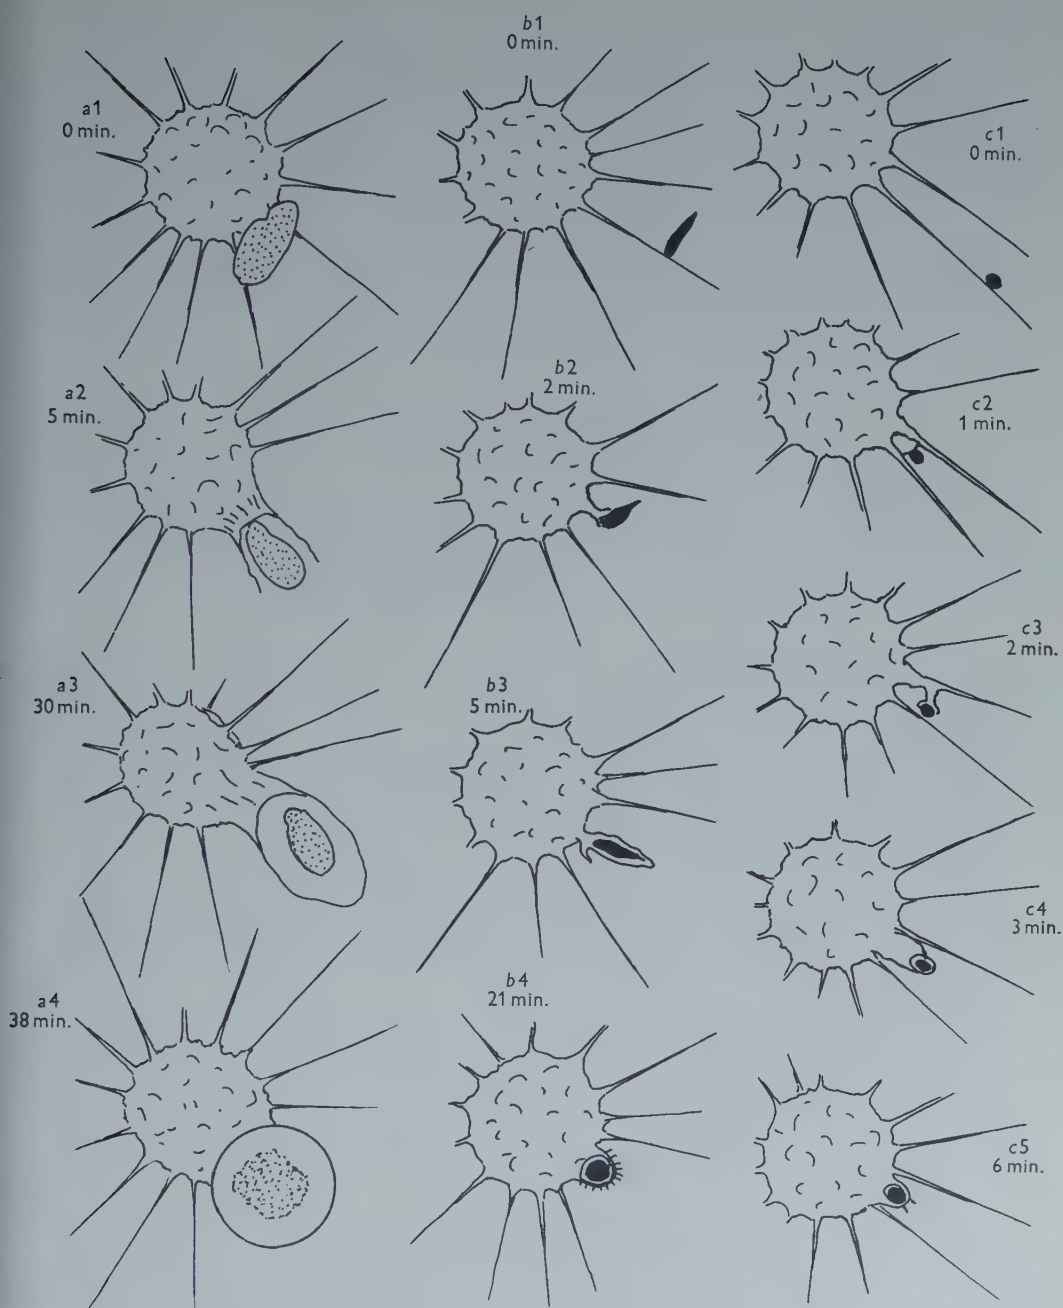 a1
0 min.
a2
5 min.
a3
30 min.
a4
38 min.
b1
0 min.
b2
2 min.
b3
5 min.
b4
21 min.
c1
0 min.
c2
1 min.
c3
2 min.
c4
3 min.
c5
6 min.